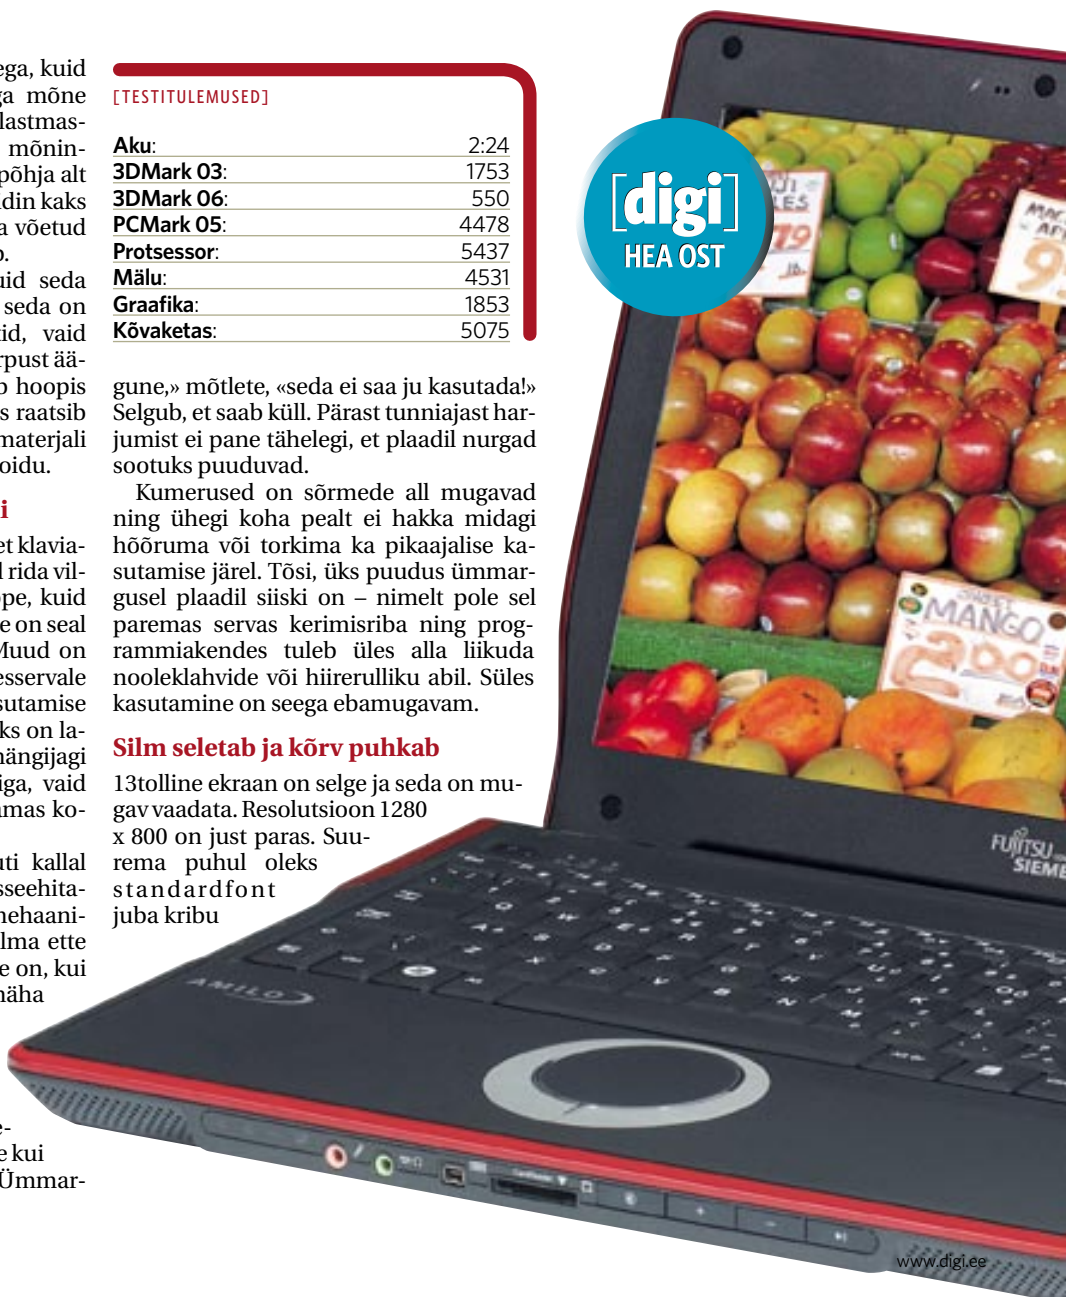 ega, kuid
ga mõne
lastmas-
mõnin-
põhja alt
din kaks
a võetud
o.
uid seda
seda on
id, vaid
rpust ää-
b hoopis
s raatsib
materjali
oidu.
i
et klavia-
l rida vil-
pe, kuid
e on seal
Muud on
esservale
sutamise
ks on la-
hängijagi
iga, vaid
amas ko-
uti kallal
sseehita-
nehaani-
lma ette
e on, kui
näha
e-
e kui
Ümmar-
[TESTITULEMUSED]
Aku: 2:24
3DMark 03: 1753
3DMark 06: 550
PCMark 05: 4478
Protsessor: 5437
Mälu: 4531
Graafika: 1853
Kõvaketas: 5075
gune,» mõtlete, «seda ei saa ju kasutada!»
Selgub, et saab küll. Pärast tunniajast har-
jumist ei pane tähelegi, et plaadil nurgad
sootuks puuduvad.
Kumerused on sõrmede all mugavad
ning ühegi koha pealt ei hakka midagi
hõõruma või torkima ka pikaajalise ka-
sutamise järel. Tõsi, üks puudus ümmar-
gusel plaadil siiski on – nimelt pole sel
paremas servas kerimisriba ning prog-
rammiakendes tuleb üles alla liikuda
nooleklahvide või hiirerulliku abil. Süles
kasutamine on seega ebamugavam.
Silm seletab ja kõrv puhkab
13tolline ekraan on selge ja seda on mu-
gav vaadata. Resolutsioon 1280
x 800 on just paras. Suu-
rema puhul oleks
standardfont
juba kribu
[digi]
HEA OST
MANGO
2.00
FUJITSU
SIEME
AMILO
www.digi.ee